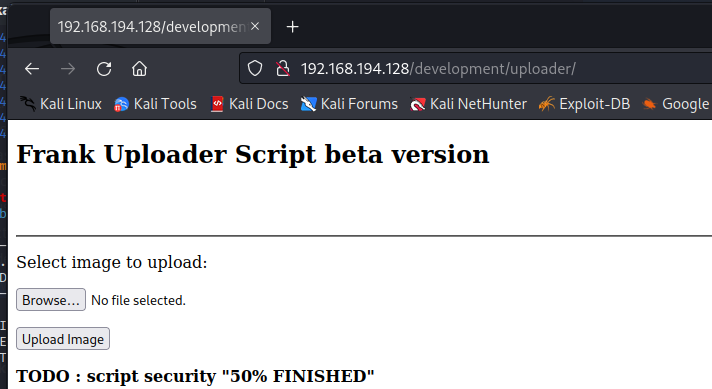 192.168.194.128/developmen
192.168.194.128/development/uploader/
Kali Linux Kali Tools Kali Docs Kali Forums Kali NetHunter Exploit-DB Google
Frank Uploader Script beta version
Select image to upload:
Browse... No file selected.
Upload Image
TODO : script security "50% FINISHED"